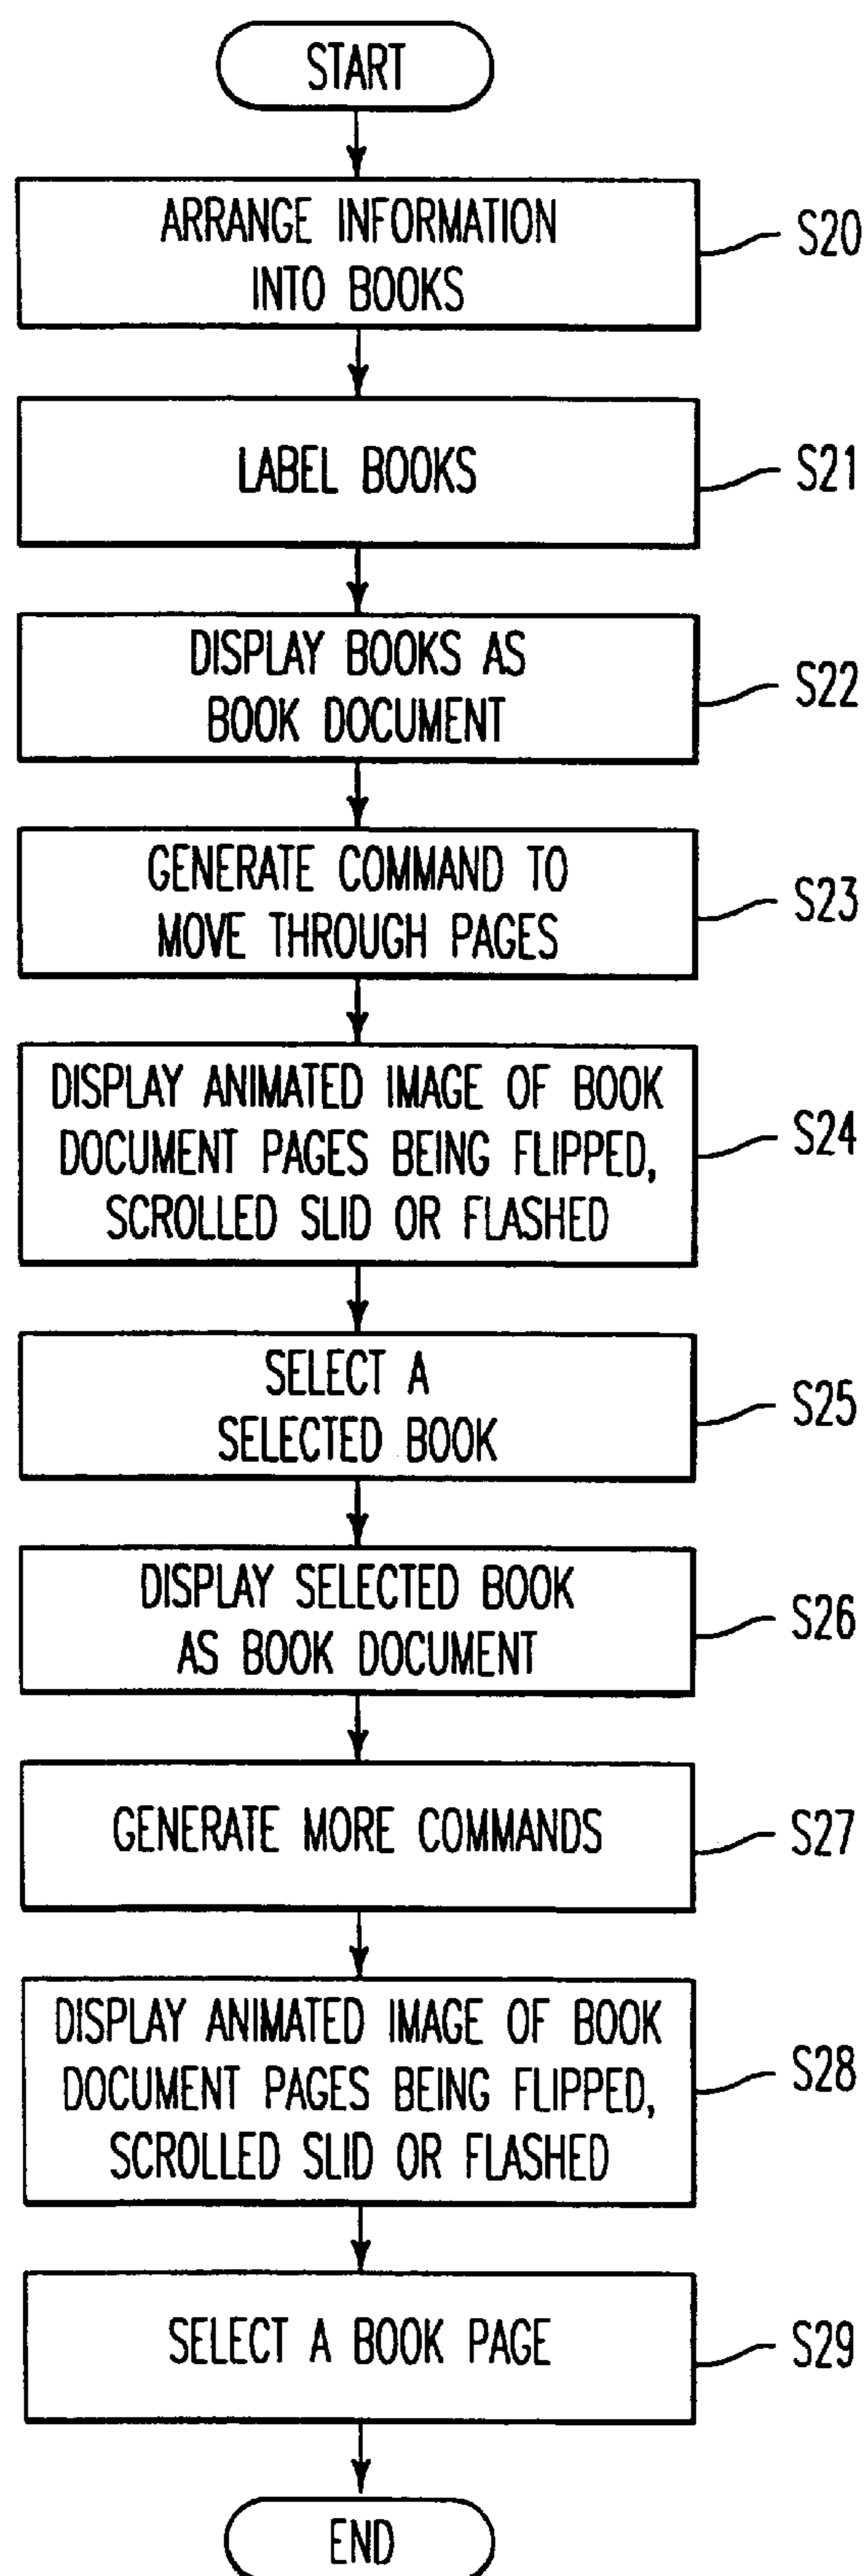 START
ARRANGE INFORMATION
INTO BOOKS
S20
LABEL BOOKS
S21
DISPLAY BOOKS AS
BOOK DOCUMENT
S22
GENERATE COMMAND TO
MOVE THROUGH PAGES
S23
DISPLAY ANIMATED IMAGE OF BOOK
DOCUMENT PAGES BEING FLIPPED,
SCROLLED SLID OR FLASHED
S24
SELECT A
SELECTED BOOK
S25
DISPLAY SELECTED BOOK
AS BOOK DOCUMENT
S26
GENERATE MORE COMMANDS
S27
DISPLAY ANIMATED IMAGE OF BOOK
DOCUMENT PAGES BEING FLIPPED,
SCROLLED SLID OR FLASHED
S28
SELECT A BOOK PAGE
S29
END